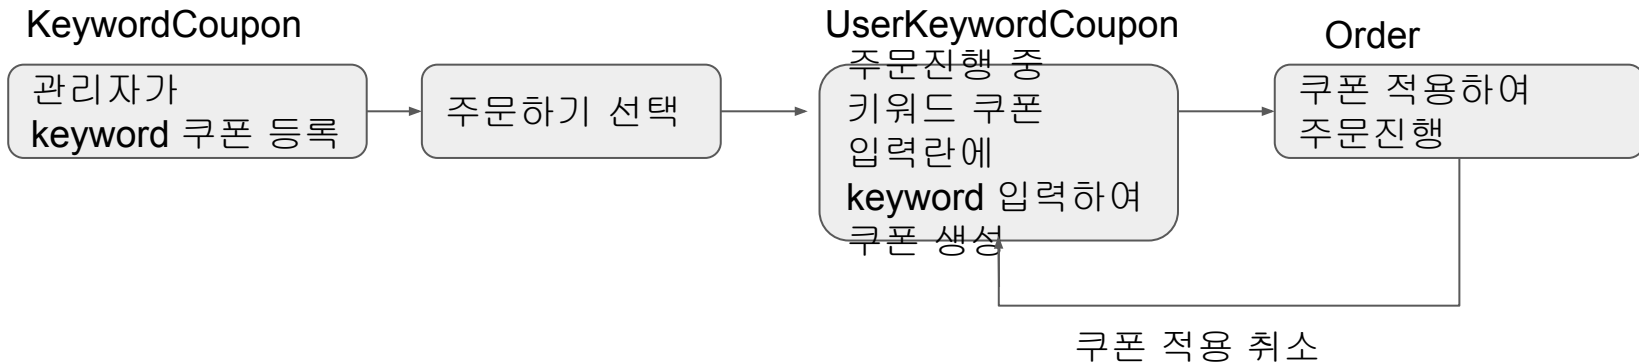 KeywordCoupon
관리자가
keyword 쿠폰 등록
주문하기 선택
UserKeywordCoupon
주문진행 중
키워드 쿠폰
입력란에
keyword 입력하여
쿠폰 생성
Order
쿠폰 적용하여
주문진행
쿠폰 적용 취소